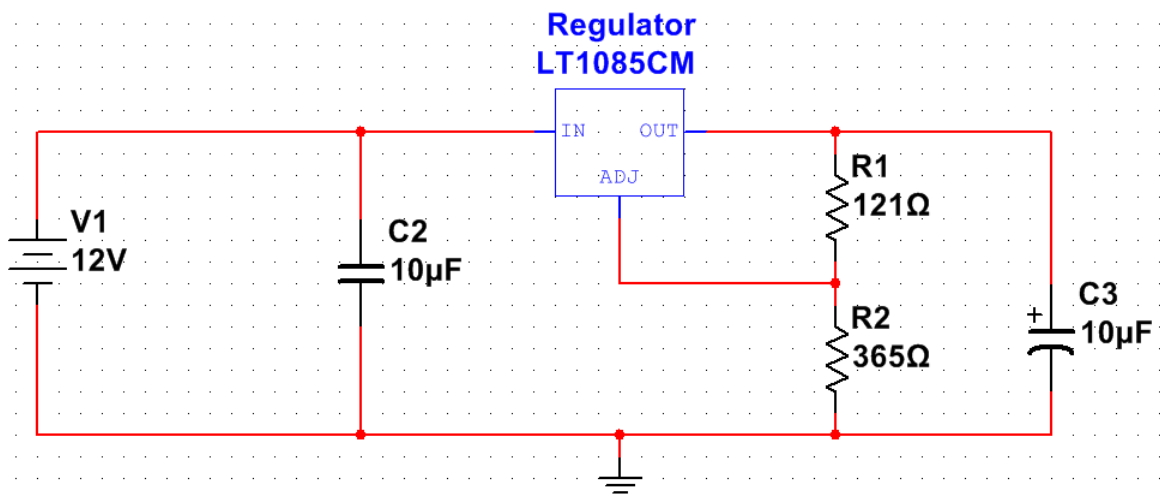 Regulator
LT1085CM
IN
OUT
ADJ
R1
121Ω
V1
12V
C2
10µF
C3
10µF
R2
365Ω
+